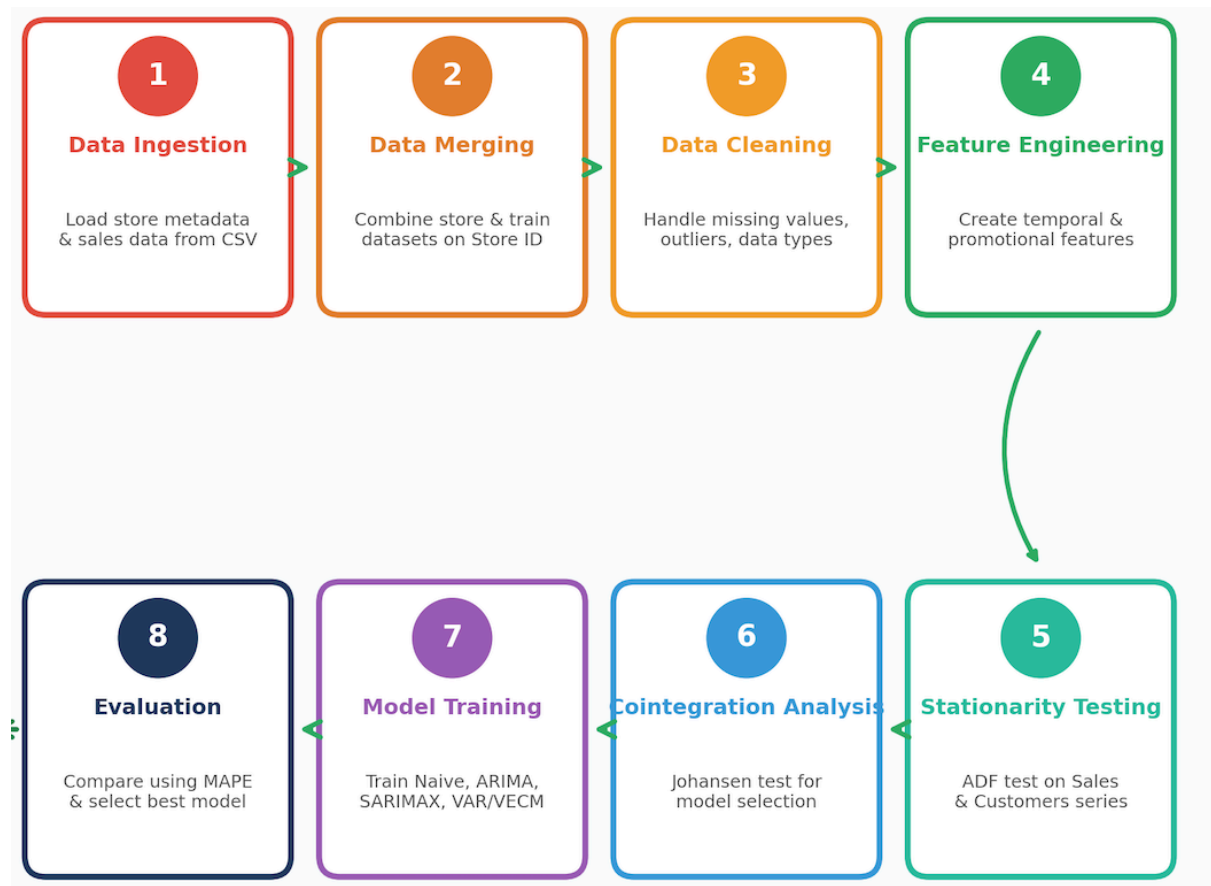 1
Data Ingestion
Load store metadata
& sales data from CSV
2
Data Merging
Combine store & train
datasets on Store ID
3
Data Cleaning
Handle missing values,
outliers, data types
4
Feature Engineering
Create temporal &
promotional features
5
Stationarity Testing
ADF test on Sales
& Customers series
6
Cointegration Analysis
Johansen test for
model selection
7
Model Training
Train Naive, ARIMA,
SARIMAX, VAR/VECM
8
Evaluation
Compare using MAPE
& select best model